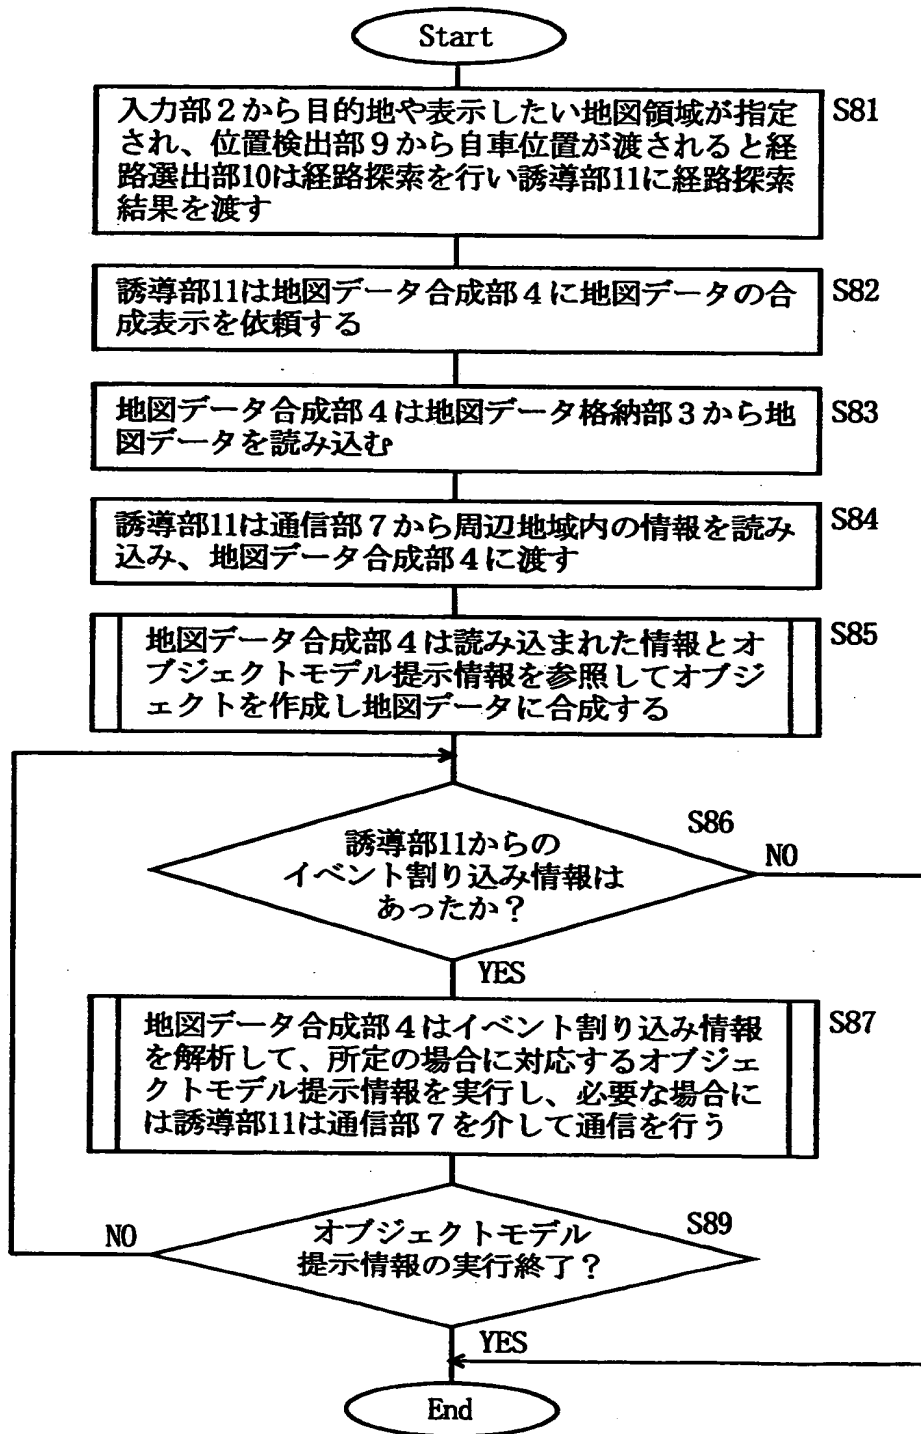 Start
入力部２から目的地や表示したい地図領域が指定
され、位置検出部９から自車位置が渡されると経
路選出部10は経路探索を行い誘導部11に経路探索
結果を渡す
S81
誘導部11は地図データ合成部４に地図データの合
成表示を依頼する
S82
地図データ合成部４は地図データ格納部３から地
図データを読み込む
S83
誘導部11は通信部７から周辺地域内の情報を読み
込み、地図データ合成部４に渡す
S84
地図データ合成部４は読み込まれた情報とオ
ブジェクトモデル提示情報を参照してオブジ
ェクトを作成し地図データに合成する
S85
誘導部11からの
イベント割り込み情報は
あったか？
S86
NO
YES
地図データ合成部４はイベント割り込み情報
を解析して、所定の場合に対応するオブジェ
クトモデル提示情報を実行し、必要な場合に
は誘導部11は通信部７を介して通信を行う
S87
オブジェクトモデル
提示情報の実行終了？
S89
NO
YES
End